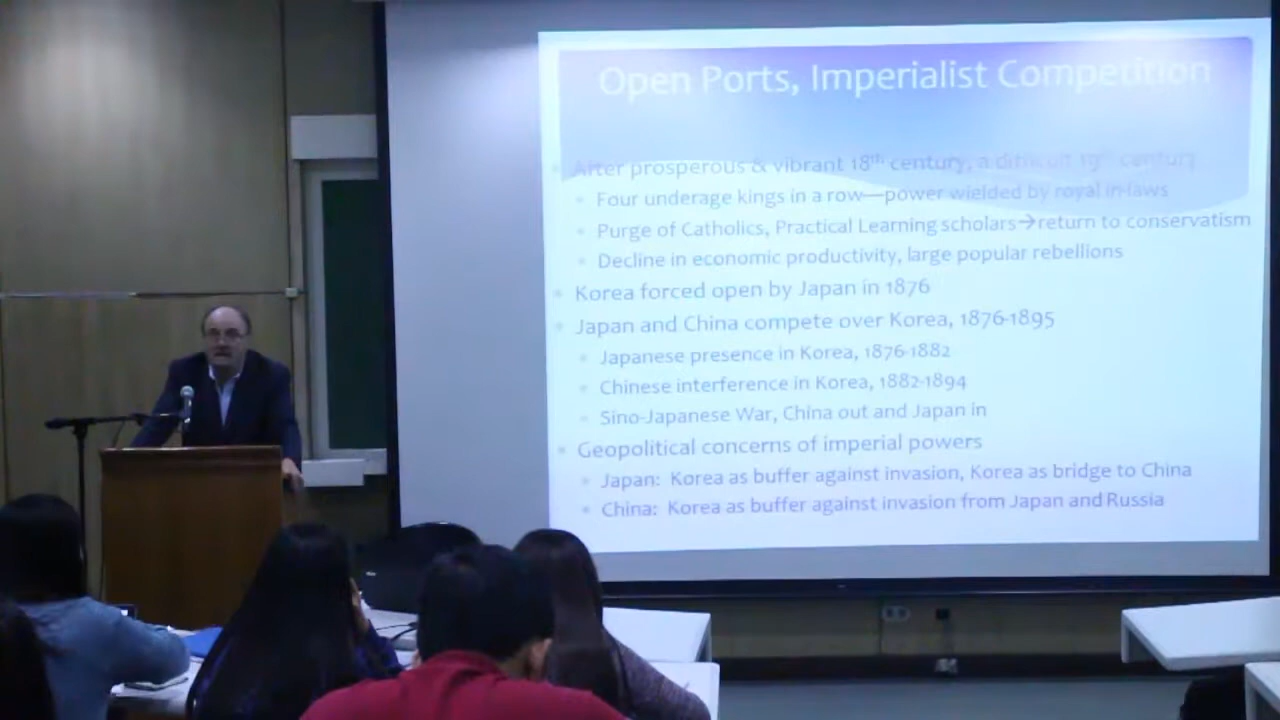 Open Ports, Imperialist Competition
After prosperous & vibrant 18th century, a difficult 19th century
Four underage kings in a row—power wielded by royal in-laws
Purge of Catholics, Practical Learning scholars→return to conservatism
Decline in economic productivity, large popular rebellions
Korea forced open by Japan in 1876
Japan and China compete over Korea, 1876-1895
Japanese presence in Korea, 1876-1882
Chinese interference in Korea, 1882-1894
Sino-Japanese War, China out and Japan in
Geopolitical concerns of imperial powers
Japan: Korea as buffer against invasion, Korea as bridge to China
China: Korea as buffer against invasion from Japan and Russia